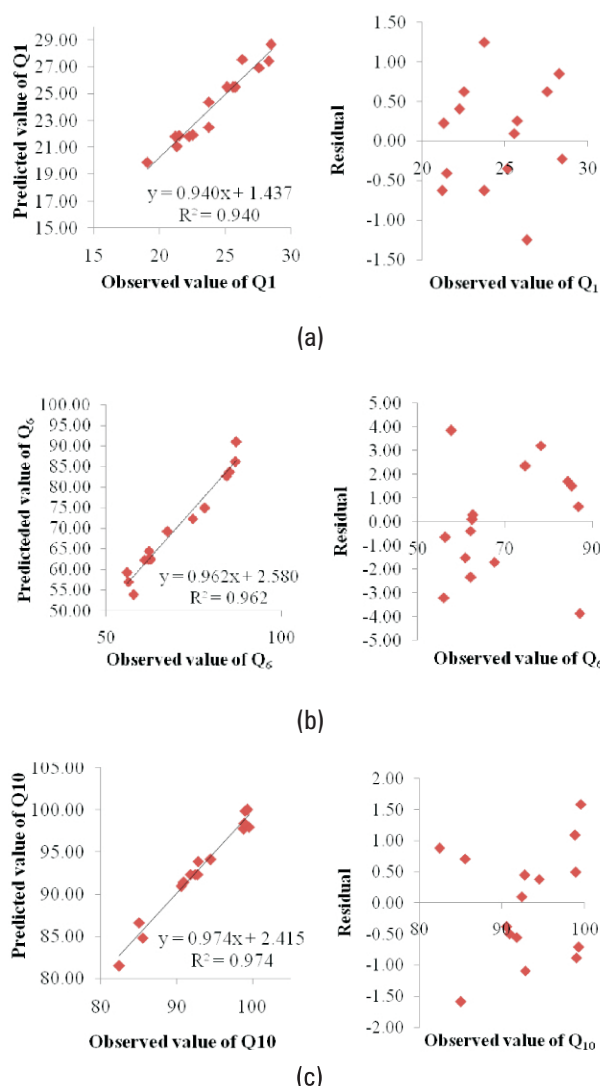 Predicted value of Q1
29.00
27.00
25.00
23.00
21.00
19.00
17.00
15.00
y = 0.940x + 1.437
R² = 0.940
15 20 25 30
Observed value of Q1
Residual
1.50
1.00
0.50
0.00
-0.50
-1.00
-1.50
20 25 30
Observed value of Q₁
(a)
Predicteded value of Q₆
100.00
95.00
90.00
85.00
80.00
75.00
70.00
65.00
60.00
55.00
50.00
y = 0.962x + 2.580
R² = 0.962
50 100
Observed value of Q₆
Residual
5.00
4.00
3.00
2.00
1.00
0.00
-1.00
-2.00
-3.00
-4.00
-5.00
50 70 90
Observed value of Q₆
(b)
Predicted value of Q10
105.00
100.00
95.00
90.00
85.00
80.00
y = 0.974x + 2.415
R² = 0.974
80 90 100
Observed value of Q10
Residual
2.00
1.50
1.00
0.50
0.00
-0.50
-1.00
-1.50
-2.00
80 90 100
Observed value of Q₁₀
(c)